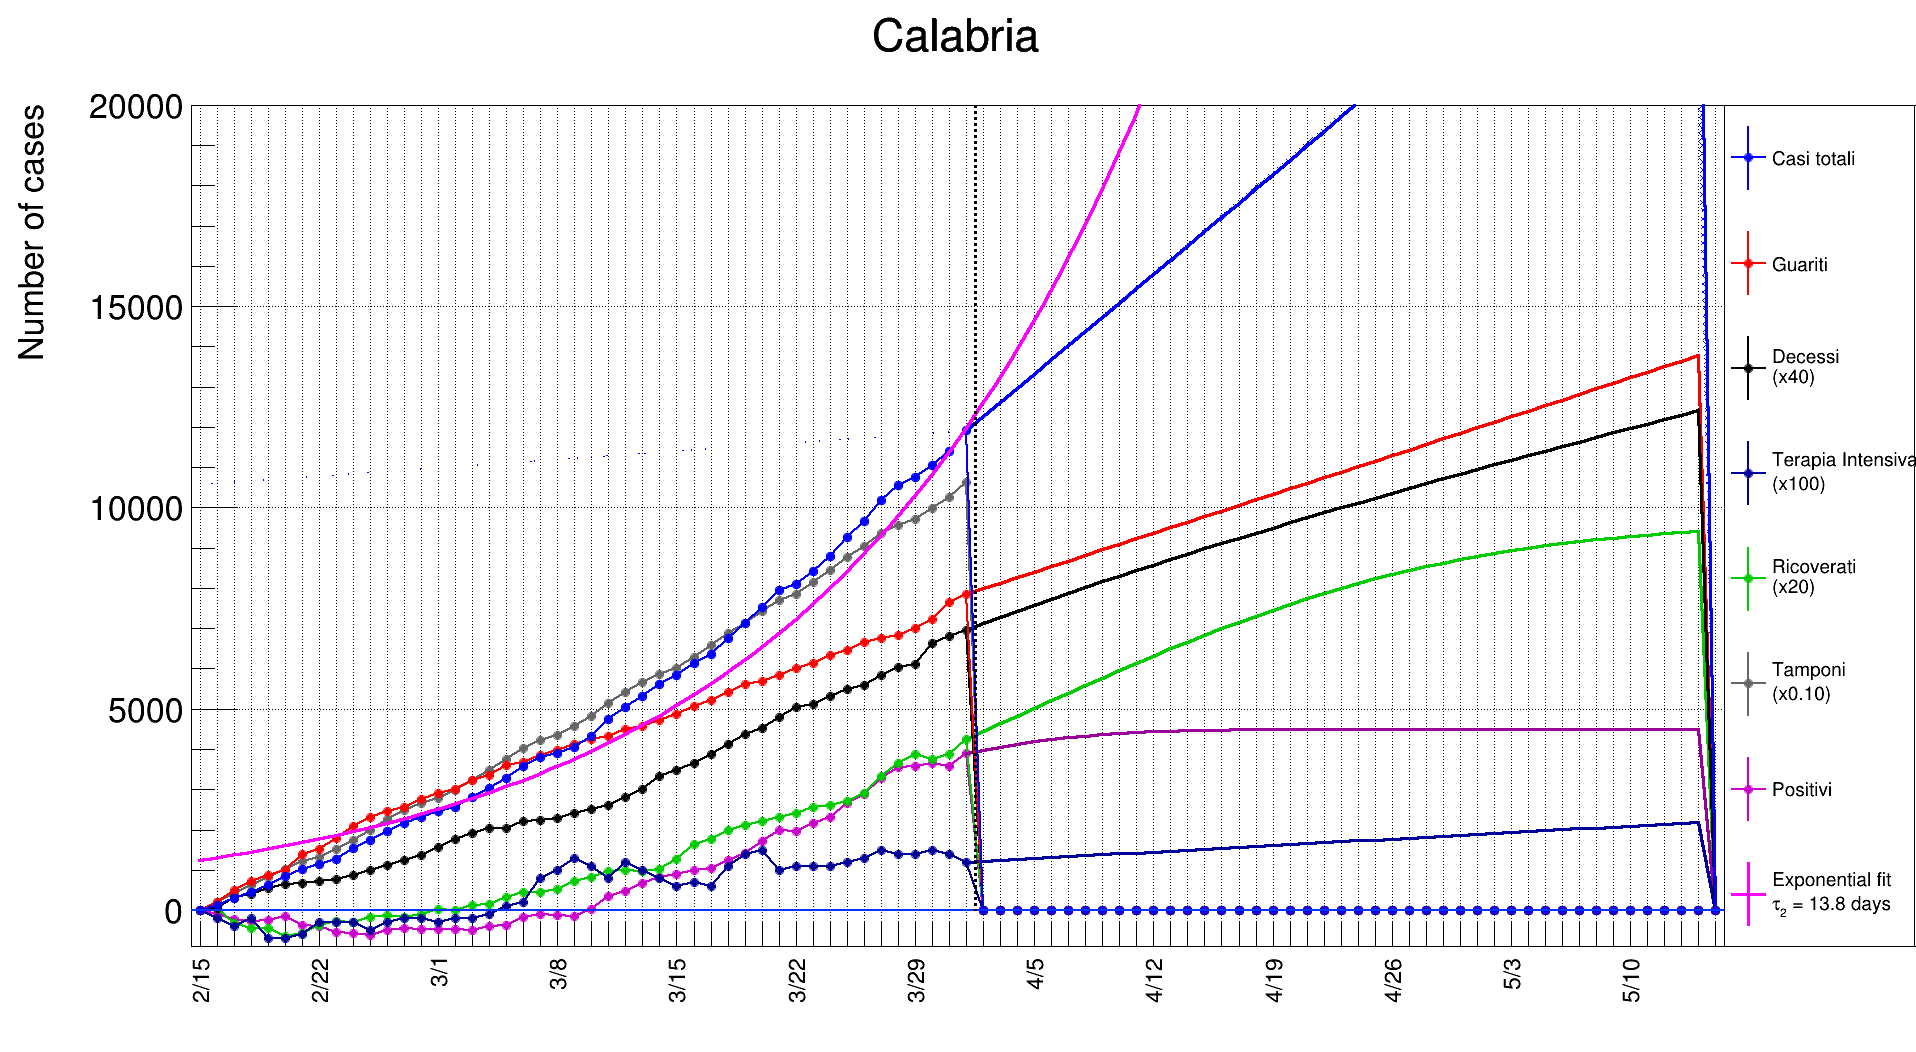 Calabria
Number of cases
20000
15000
10000
5000
0
2/15
2/22
3/1
3/8
3/15
3/22
3/29
4/5
4/12
4/19
4/26
5/3
5/10
Casi totali
Guariti
Decessi
(x40)
Terapia Intensiva
(x100)
Ricoverati
(x20)
Tamponi
(x0.10)
Positivi
Exponential fit
τ2 = 13.8 days